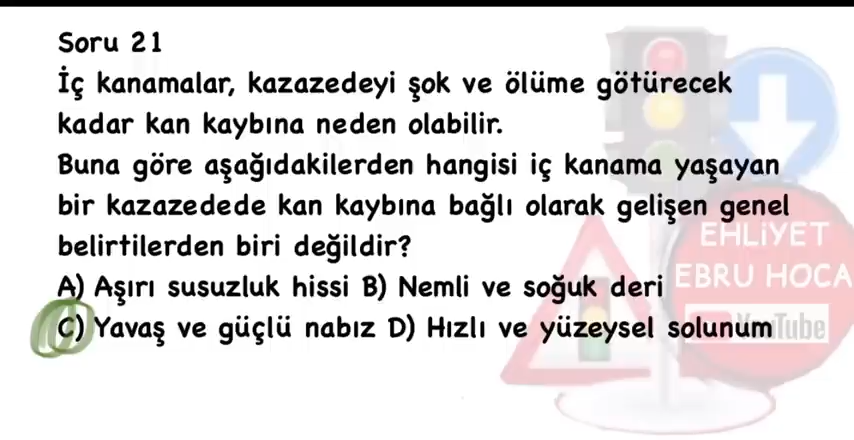 Soru 21
İç kanamalar, kazazedeyi şok ve ölüme götürecek
kadar kan kaybına neden olabilir.
Buna göre aşağıdakilerden hangisi iç kanama yaşayan
bir kazazedede kan kaybına bağlı olarak gelişen genel
belirtilerden biri değildir?
A) Aşırı susuzluk hissi B) Nemli ve soğuk deri
C) Yavaş ve güçlü nabız D) Hızlı ve yüzeysel solunum
EHLİYET
EBRU HOCA
YouTube